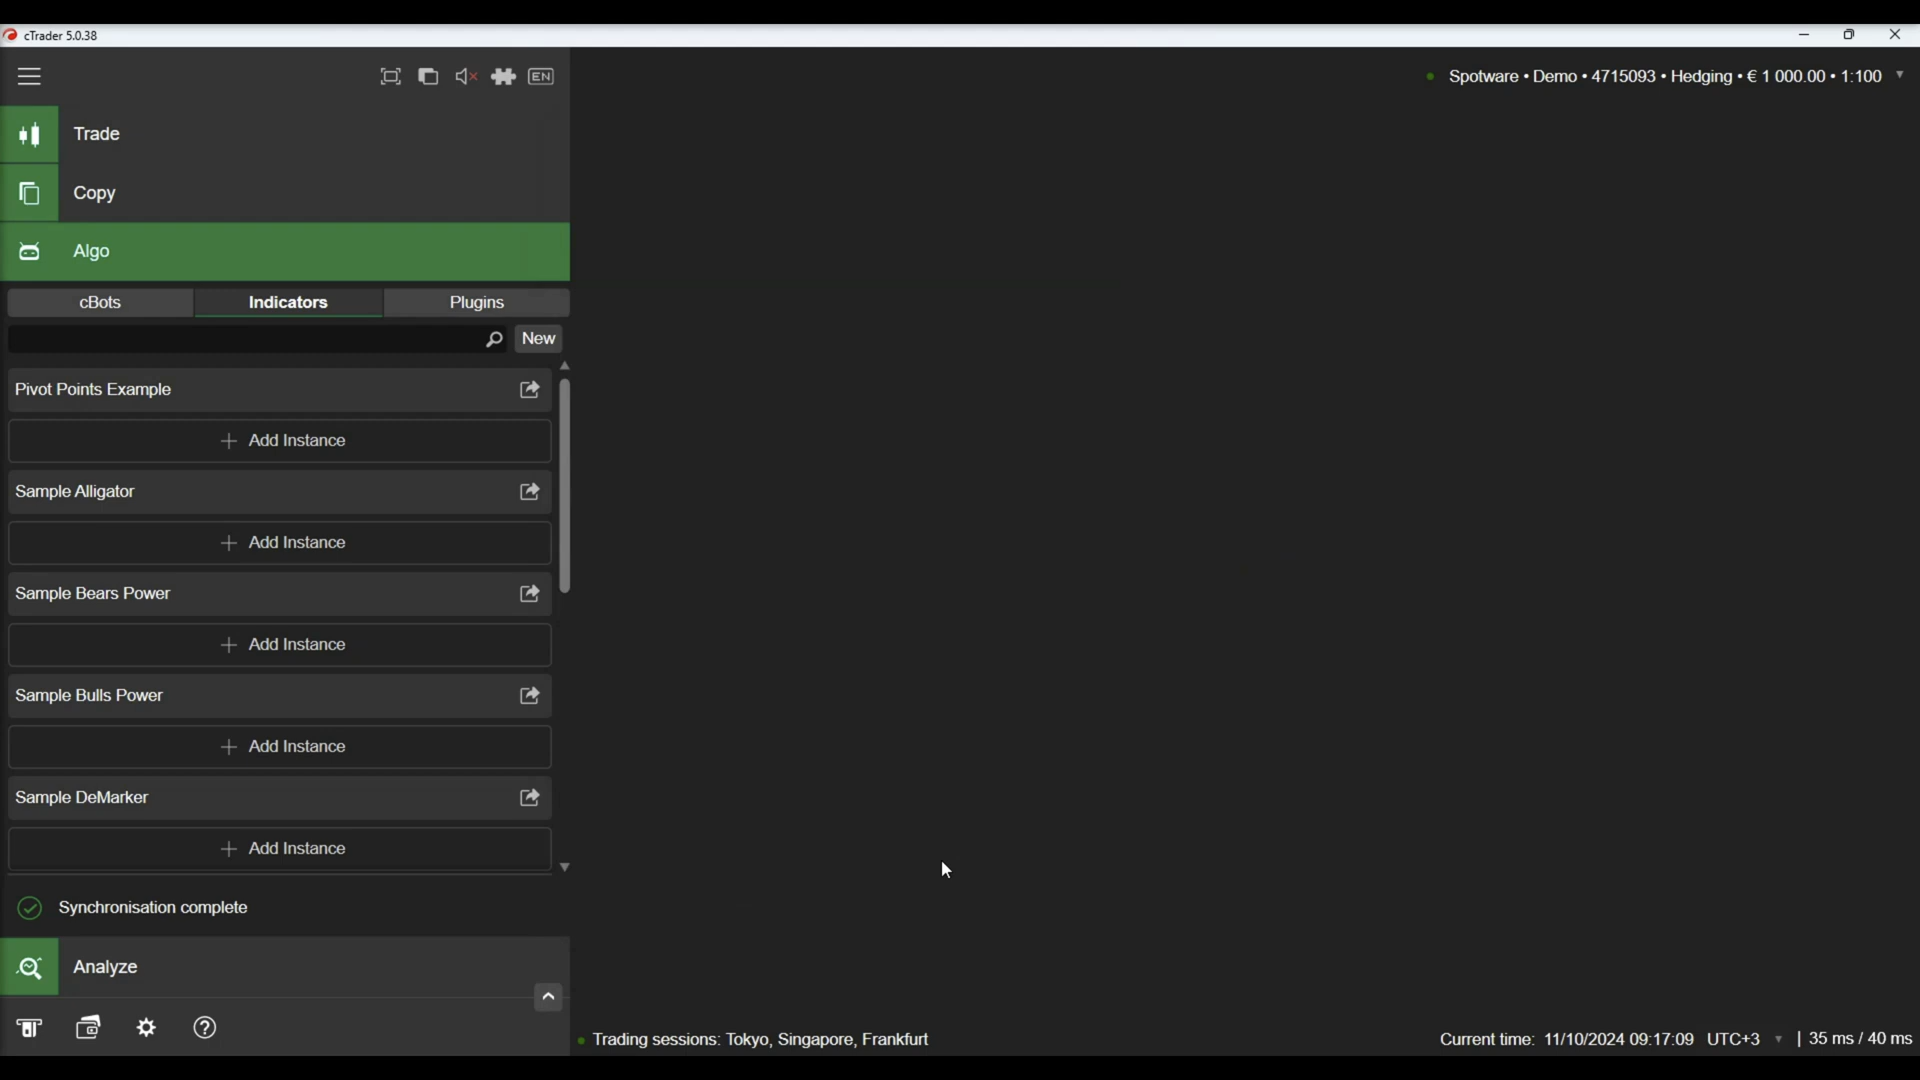 cTrader 5.0.38
EN
Spotware • Demo • 4715093 • Hedging • € 1 000.00 • 1:100
Trade
Copy
Algo
cBots
Indicators
Plugins
New
Pivot Points Example
Add Instance
Sample Alligator
Add Instance
Sample Bears Power
Add Instance
Sample Bulls Power
Add Instance
Sample DeMarker
Add Instance
Synchronisation complete
Analyze
Trading sessions: Tokyo, Singapore, Frankfurt
Current time: 11/10/2024 09:17:09 UTC+3 | 35 ms / 40 ms